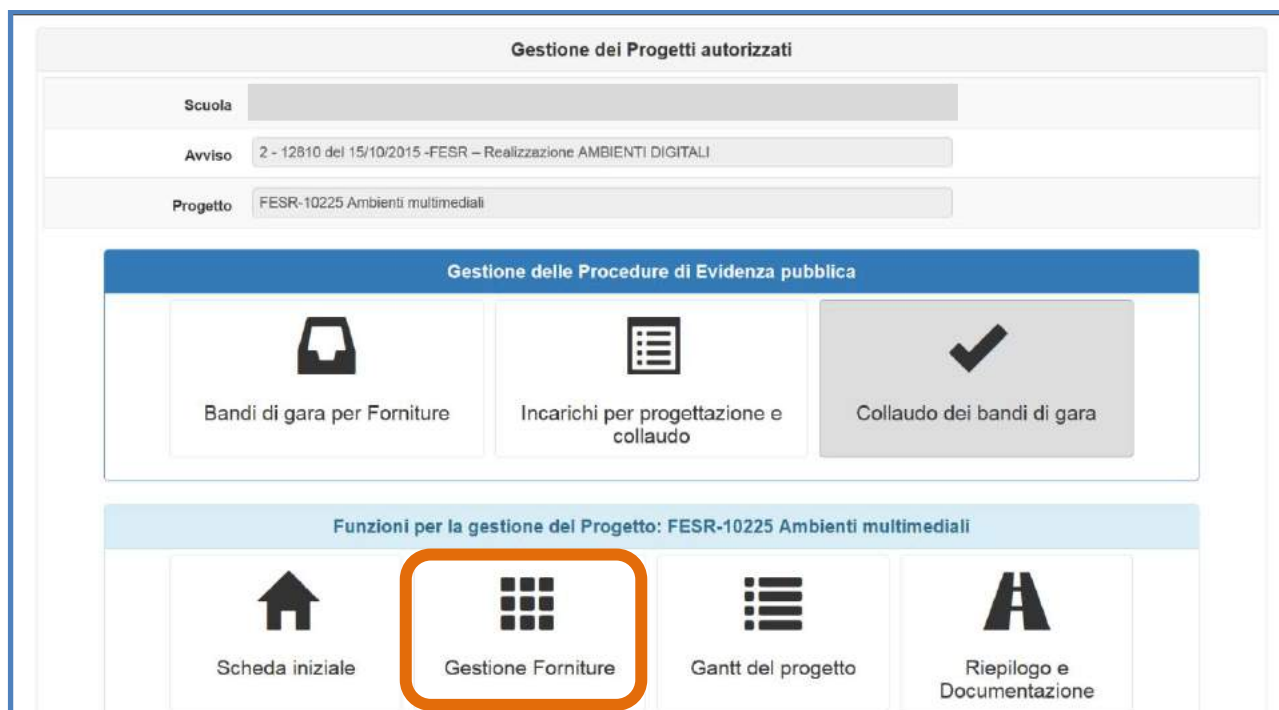 Gestione dei Progetti autorizzati
Scuola
Avviso 2 - 12810 del 15/10/2015 -FESR – Realizzazione AMBIENTI DIGITALI
Progetto FESR-10225 Ambienti multimediali
Gestione delle Procedure di Evidenza pubblica
Bandi di gara per Forniture
Incarichi per progettazione e
collaudo
Collaudo dei bandi di gara
Funzioni per la gestione del Progetto: FESR-10225 Ambienti multimediali
Scheda iniziale
Gestione Forniture
Gantt del progetto
Riepilogo e
Documentazione